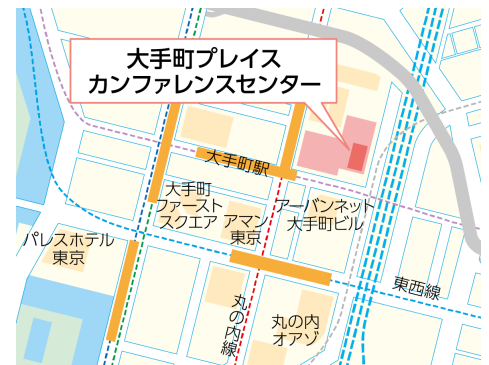 大手町プレイス
カンファレンスセンター
大手町駅
大手町
ファースト
スクエア
アマン
東京
アーバンネット
大手町ビル
パレスホテル
東京
東西線
丸の内線
丸の内
オアゾ